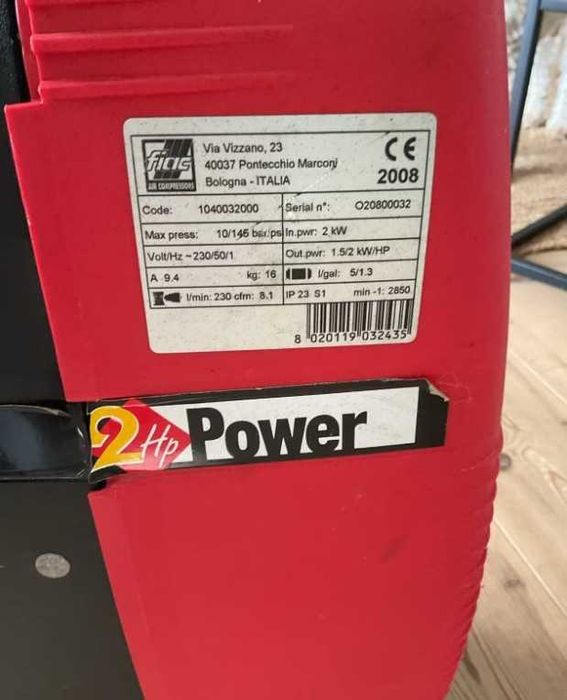 fiac
AIR COMPRESSORS
Via Vizzano, 23
40037 Pontecchio Marconi
Bologna - ITALIA
CE
2008
Code: 1040032000 Serial n°: O20800032
Max press: 10/145 bar/psi In.pwr: 2 kW
Volt/Hz ~230/50/1 Out.pwr: 1.5/2 kW/HP
A 9.4 kg: 16 l/gal: 5/1.3
l/min: 230 cfm: 8.1 IP 23 S1 min -1: 2850
8 020119 032435
2 Hp Power